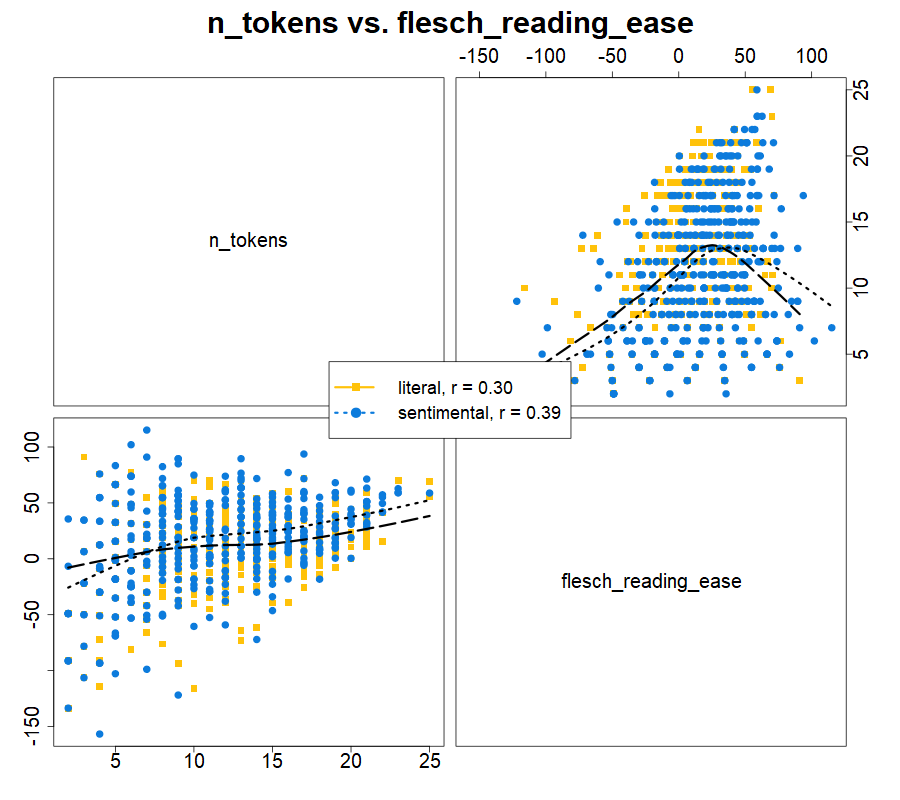 n_tokens vs. flesch_reading_ease
-150 -100 -50 0 50 100
25
20
15
10
5
n_tokens
literal, r = 0.30
sentimental, r = 0.39
100
50
0
-50
-150
flesch_reading_ease
5 10 15 20 25